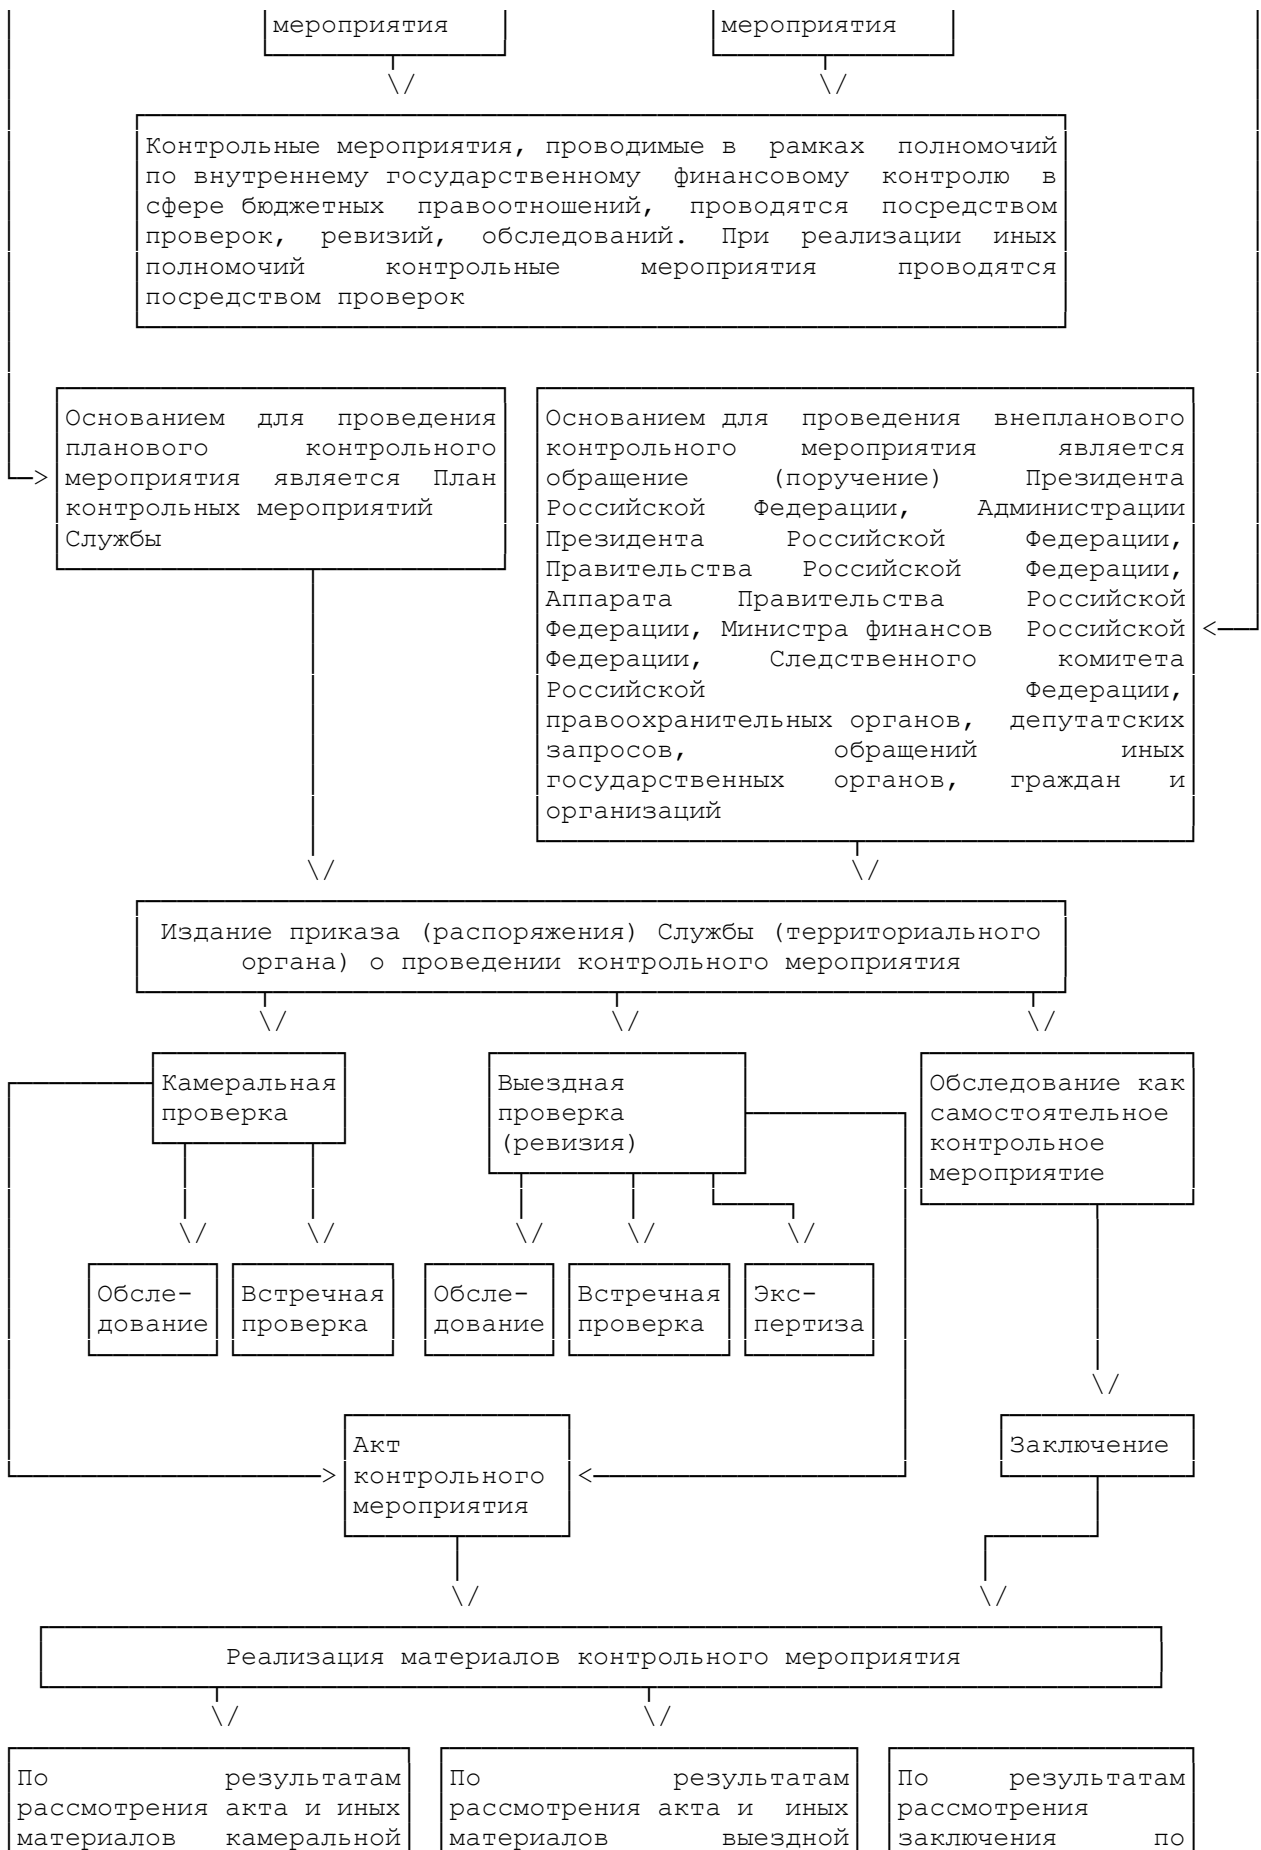 мероприятия
мероприятия
Контрольные мероприятия, проводимые в рамках полномочий
по внутреннему государственному финансовому контролю в
сфере бюджетных правоотношений, проводятся посредством
проверок, ревизий, обследований. При реализации иных
полномочий контрольные мероприятия проводятся
посредством проверок
Основанием для проведения
планового контрольного
мероприятия является План
контрольных мероприятий
Службы
Основанием для проведения внепланового
контрольного мероприятия является
обращение (поручение) Президента
Российской Федерации, Администрации
Президента Российской Федерации,
Правительства Российской Федерации,
Аппарата Правительства Российской
Федерации, Министра финансов Российской
Федерации, Следственного комитета
Российской Федерации,
правоохранительных органов, депутатских
запросов, обращений иных
государственных органов, граждан и
организаций
Издание приказа (распоряжения) Службы (территориального
органа) о проведении контрольного мероприятия
Камеральная
проверка
Выездная
проверка
(ревизия)
Обследование как
самостоятельное
контрольное
мероприятие
Обсле-
дование
Встречная
проверка
Обсле-
дование
Встречная
проверка
Экс-
пертиза
Акт
контрольного
мероприятия
Заключение
Реализация материалов контрольного мероприятия
По результатам
рассмотрения акта и иных
материалов камеральной
По результатам
рассмотрения акта и иных
материалов выездной
По результатам
рассмотрения
заключения по